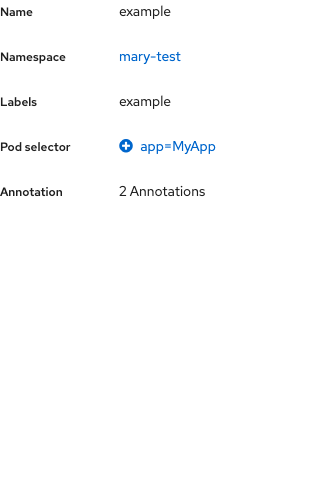 Name example
Namespace mary-test
Labels example
Pod selector app=MyApp
Annotation 2 Annotations